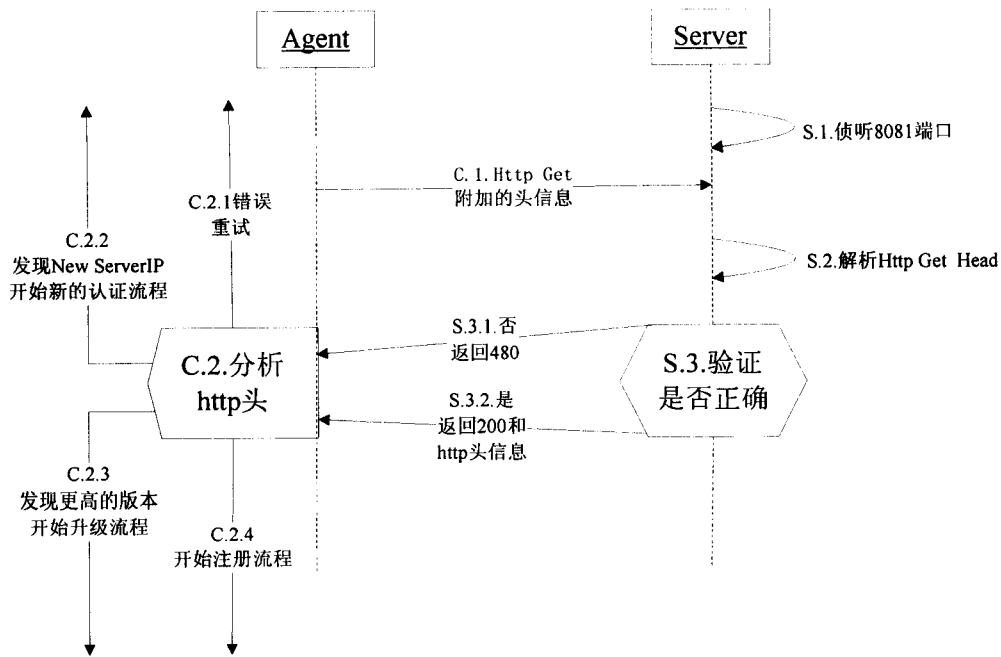 Agent
Server
S.1.侦听8081端口
C.1.Http Get
附加的头信息
C.2.1错误
重试
C.2.2
发现New ServerIP
开始新的认证流程
S.2.解析Http Get Head
S.3.1.否
返回480
C.2.分析
http头
S.3.验证
是否正确
S.3.2.是
返回200和
http头信息
C.2.3
发现更高的版本
开始升级流程
C.2.4
开始注册流程